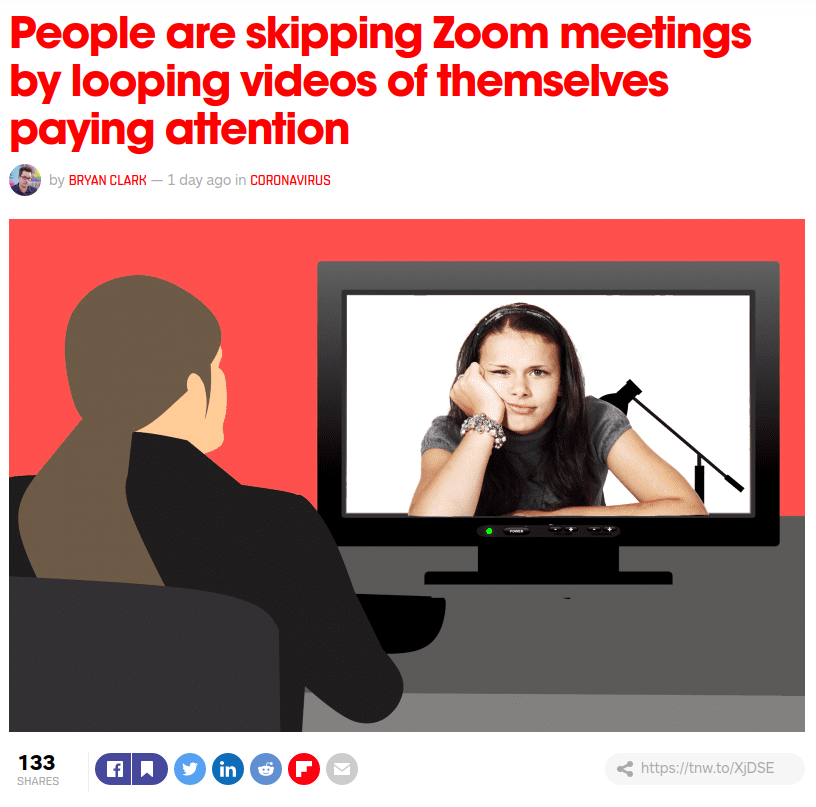 People are skipping Zoom meetings
by looping videos of themselves
paying attention
by BRYAN CLARK — 1 day ago in CORONAVIRUS
POWER
133
SHARES
https://tnw.to/XjDSE